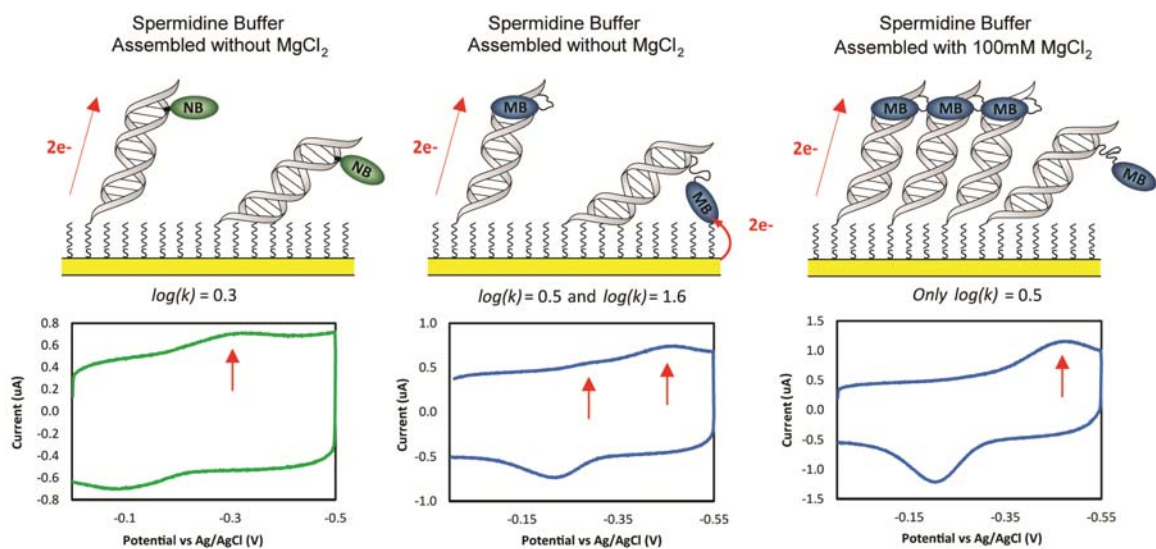 Spermidine Buffer
Assembled without MgCl2
Spermidine Buffer
Assembled without MgCl2
Spermidine Buffer
Assembled with 100mM MgCl2
2e-
NB
NB
2e-
MB
MB
2e-
2e-
MB
MB
MB
MB
log(k) = 0.3
log(k) = 0.5 and log(k) = 1.6
Only log(k) = 0.5
Current (uA)
0.8
0.6
0.4
0.2
0.0
-0.2
-0.4
-0.6
-0.8
-0.1
-0.3
-0.5
Potential vs Ag/AgCl (V)
Current (uA)
1.0
0.5
0.0
-0.5
-1.0
-0.15
-0.35
-0.55
Potential vs Ag/AgCl (V)
Current (uA)
1.5
1.0
0.5
0.0
-0.5
-1.0
-1.5
-0.15
-0.35
-0.55
Potential vs Ag/AgCl (V)